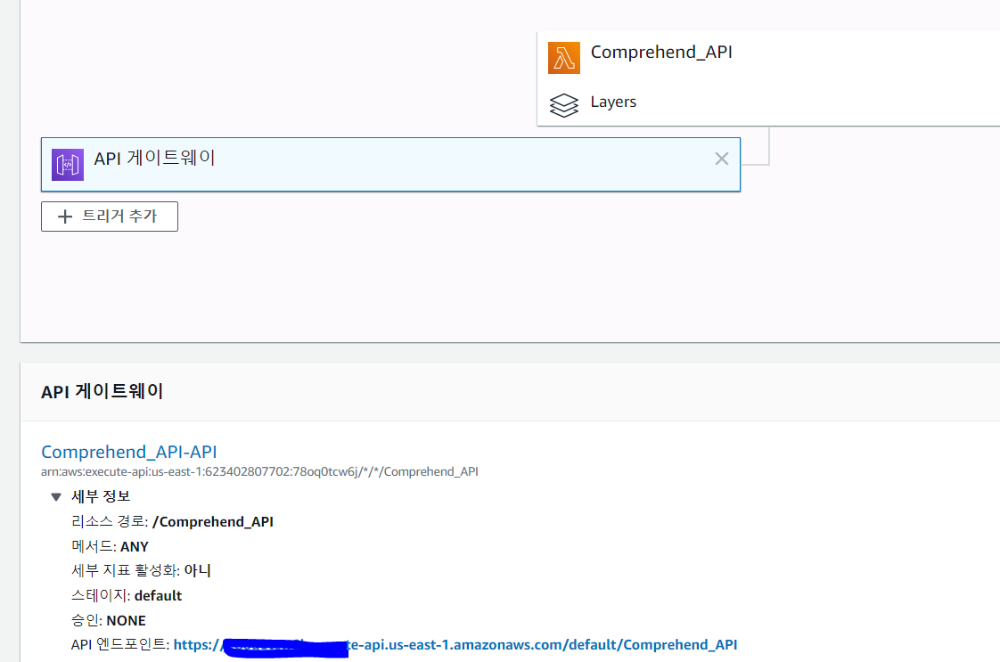 Comprehend_API
Layers
API 게이트웨이
트리거 추가
API 게이트웨이
Comprehend_API-API
arn:aws:execute-api:us-east-1:623402807702:78oq0tcw6j/*/*/Comprehend_API
세부 정보
리소스 경로: /Comprehend_API
메서드: ANY
세부 지표 활성화: 아니
스테이지: default
승인: NONE
API 엔드포인트: https:// te-api.us-east-1.amazonaws.com/default/Comprehend_API